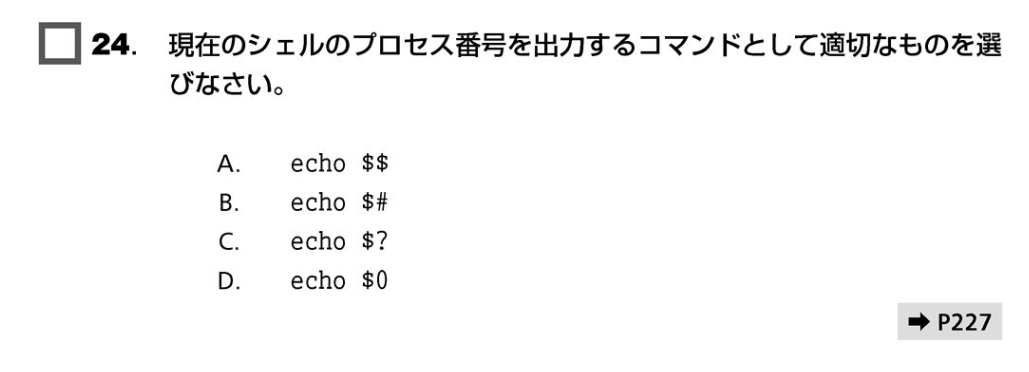 24. 現在のシェルのプロセス番号を出力するコマンドとして適切なものを選
びなさい。
A. echo $$
B. echo $#
C. echo $?
D. echo $0
➡ P227